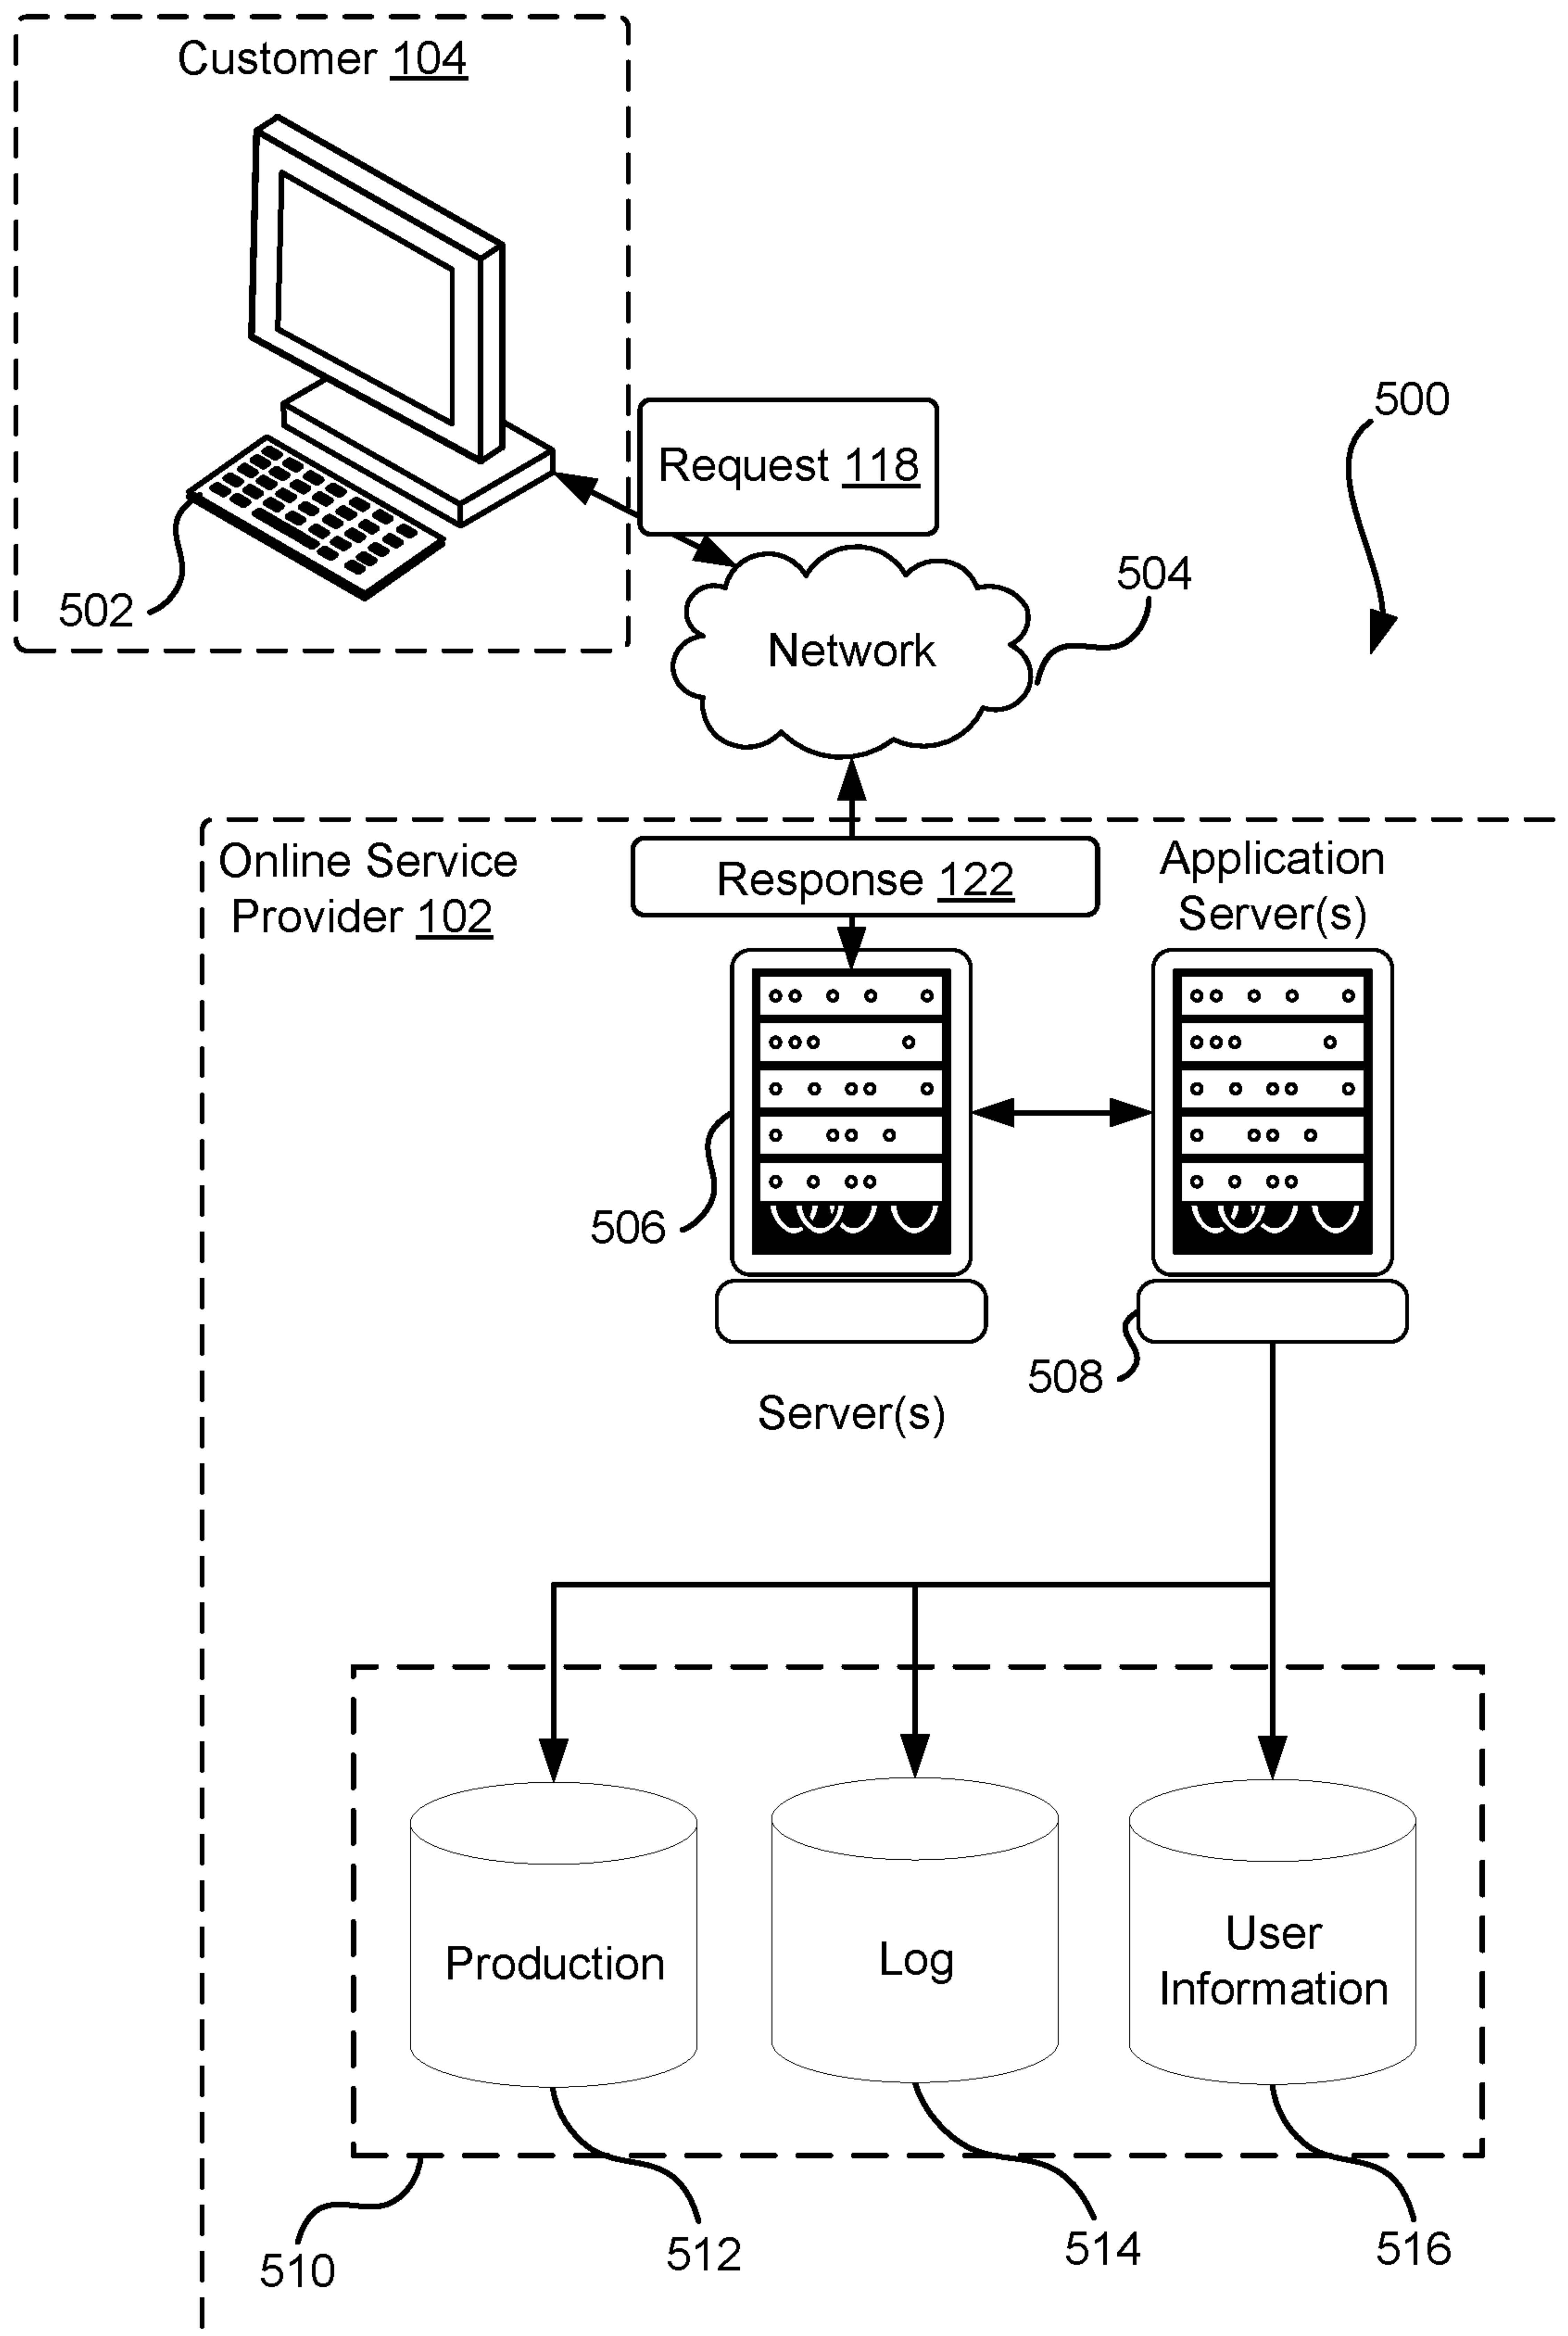 Customer 104
Request 118
500
502
504
Network
Online Service
Provider 102
Response 122
Application
Server(s)
506
508
Server(s)
Production
Log
User
Information
510
512
514
516